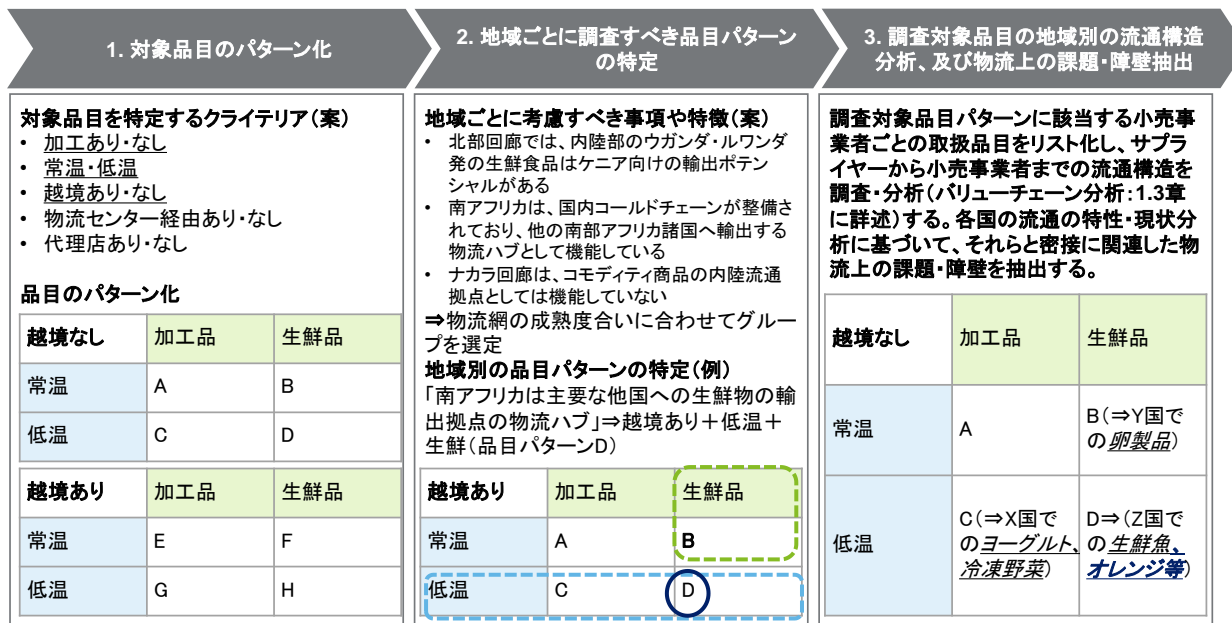 1. 対象品目のパターン化
2. 地域ごとに調査すべき品目パターン
の特定
3. 調査対象品目の地域別の流通構造
分析、及び物流上の課題・障壁抽出
対象品目を特定するクライテリア(案)
• 加工あり・なし
• 常温・低温
• 越境あり・なし
• 物流センター経由あり・なし
• 代理店あり・なし
品目のパターン化
越境なし 加工品 生鮮品
常温 A B
低温 C D
越境あり 加工品 生鮮品
常温 E F
低温 G H
地域ごとに考慮すべき事項や特徴(案)
• 北部回廊では、内陸部のウガンダ・ルワンダ
発の生鮮食品はケニア向けの輸出ポテン
シャルがある
• 南アフリカは、国内コールドチェーンが整備さ
れており、他の南部アフリカ諸国へ輸出する
物流ハブとして機能している
• ナカラ回廊は、コモディティ商品の内陸流通
拠点としては機能していない
⇒物流網の成熟度合いに合わせてグルー
プを選定
地域別の品目パターンの特定(例)
「南アフリカは主要な他国への生鮮物の輸
出拠点の物流ハブ」⇒越境あり+低温+
生鮮(品目パターンD)
越境あり 加工品 生鮮品
常温 A B
低温 C D
調査対象品目パターンに該当する小売事
業者ごとの取扱品目をリスト化し、サプラ
イヤーから小売事業者までの流通構造を
調査・分析(バリューチェーン分析:1.3章
に詳述)する。各国の流通の特性・現状分
析に基づいて、それらと密接に関連した物
流上の課題・障壁を抽出する。
越境なし 加工品 生鮮品
常温 A B(⇒Y国で
の卵製品)
低温 C(⇒X国で
のヨーグルト、
冷凍野菜)
D⇒(Z国で
の生鮮魚、
オレンジ等)